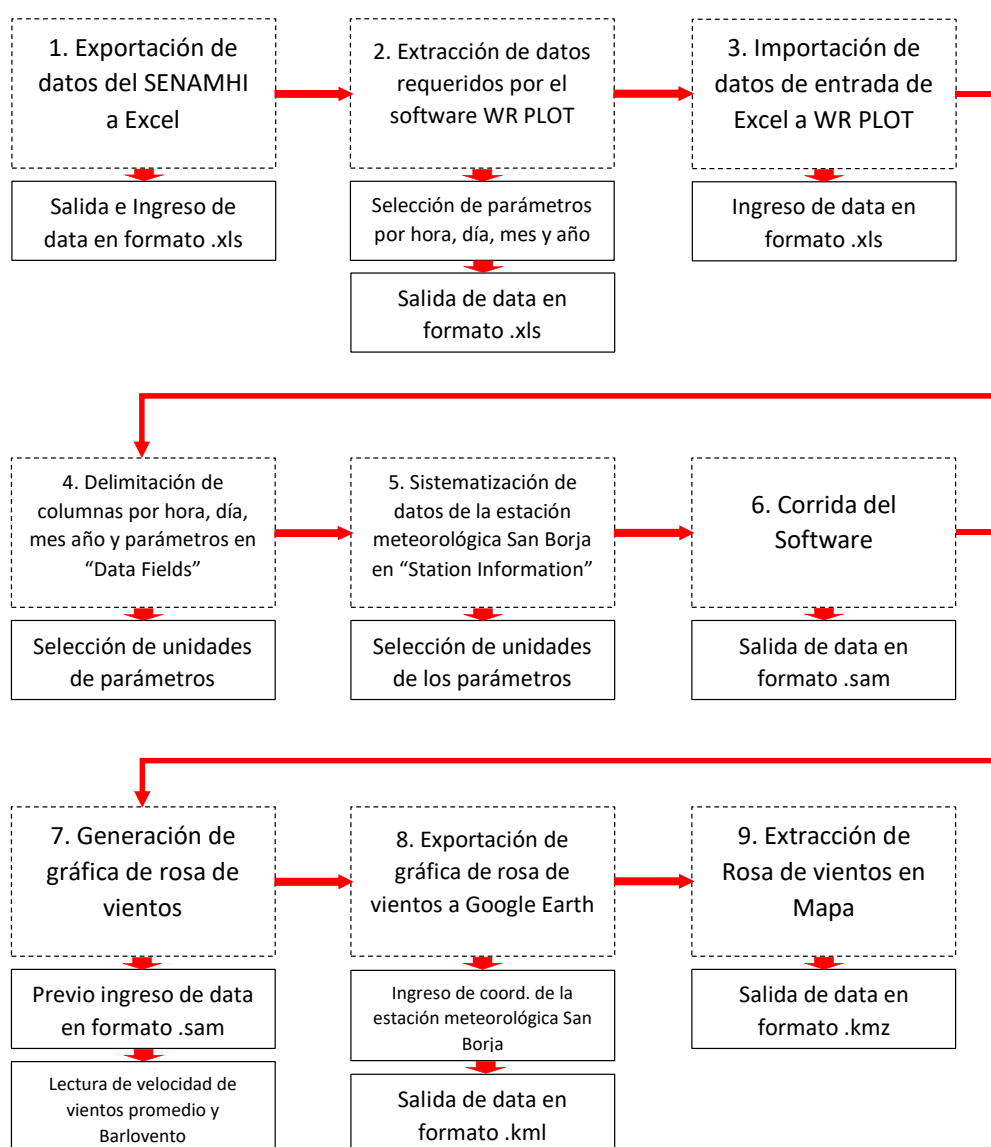 1. Exportación de
datos del SENAMHI
a Excel
Salida e Ingreso de
data en formato .xls
2. Extracción de datos
requeridos por el
software WR PLOT
Selección de parámetros
por hora, día, mes y año
Salida de data en
formato .xls
3. Importación de
datos de entrada de
Excel a WR PLOT
Ingreso de data en
formato .xls
4. Delimitación de
columnas por hora, día,
mes año y parámetros en
“Data Fields”
Selección de unidades
de parámetros
5. Sistematización de
datos de la estación
meteorológica San Borja
en “Station Information”
Selección de unidades
de los parámetros
6. Corrida del
Software
Salida de data en
formato .sam
7. Generación de
gráfica de rosa de
vientos
Previo ingreso de data
en formato .sam
Lectura de velocidad de
vientos promedio y
Barlovento
8. Exportación de
gráfica de rosa de
vientos a Google Earth
Ingreso de coord. de la
estación meteorológica San
Borja
Salida de data en
formato .kml
9. Extracción de
Rosa de vientos en
Mapa
Salida de data en
formato .kmz